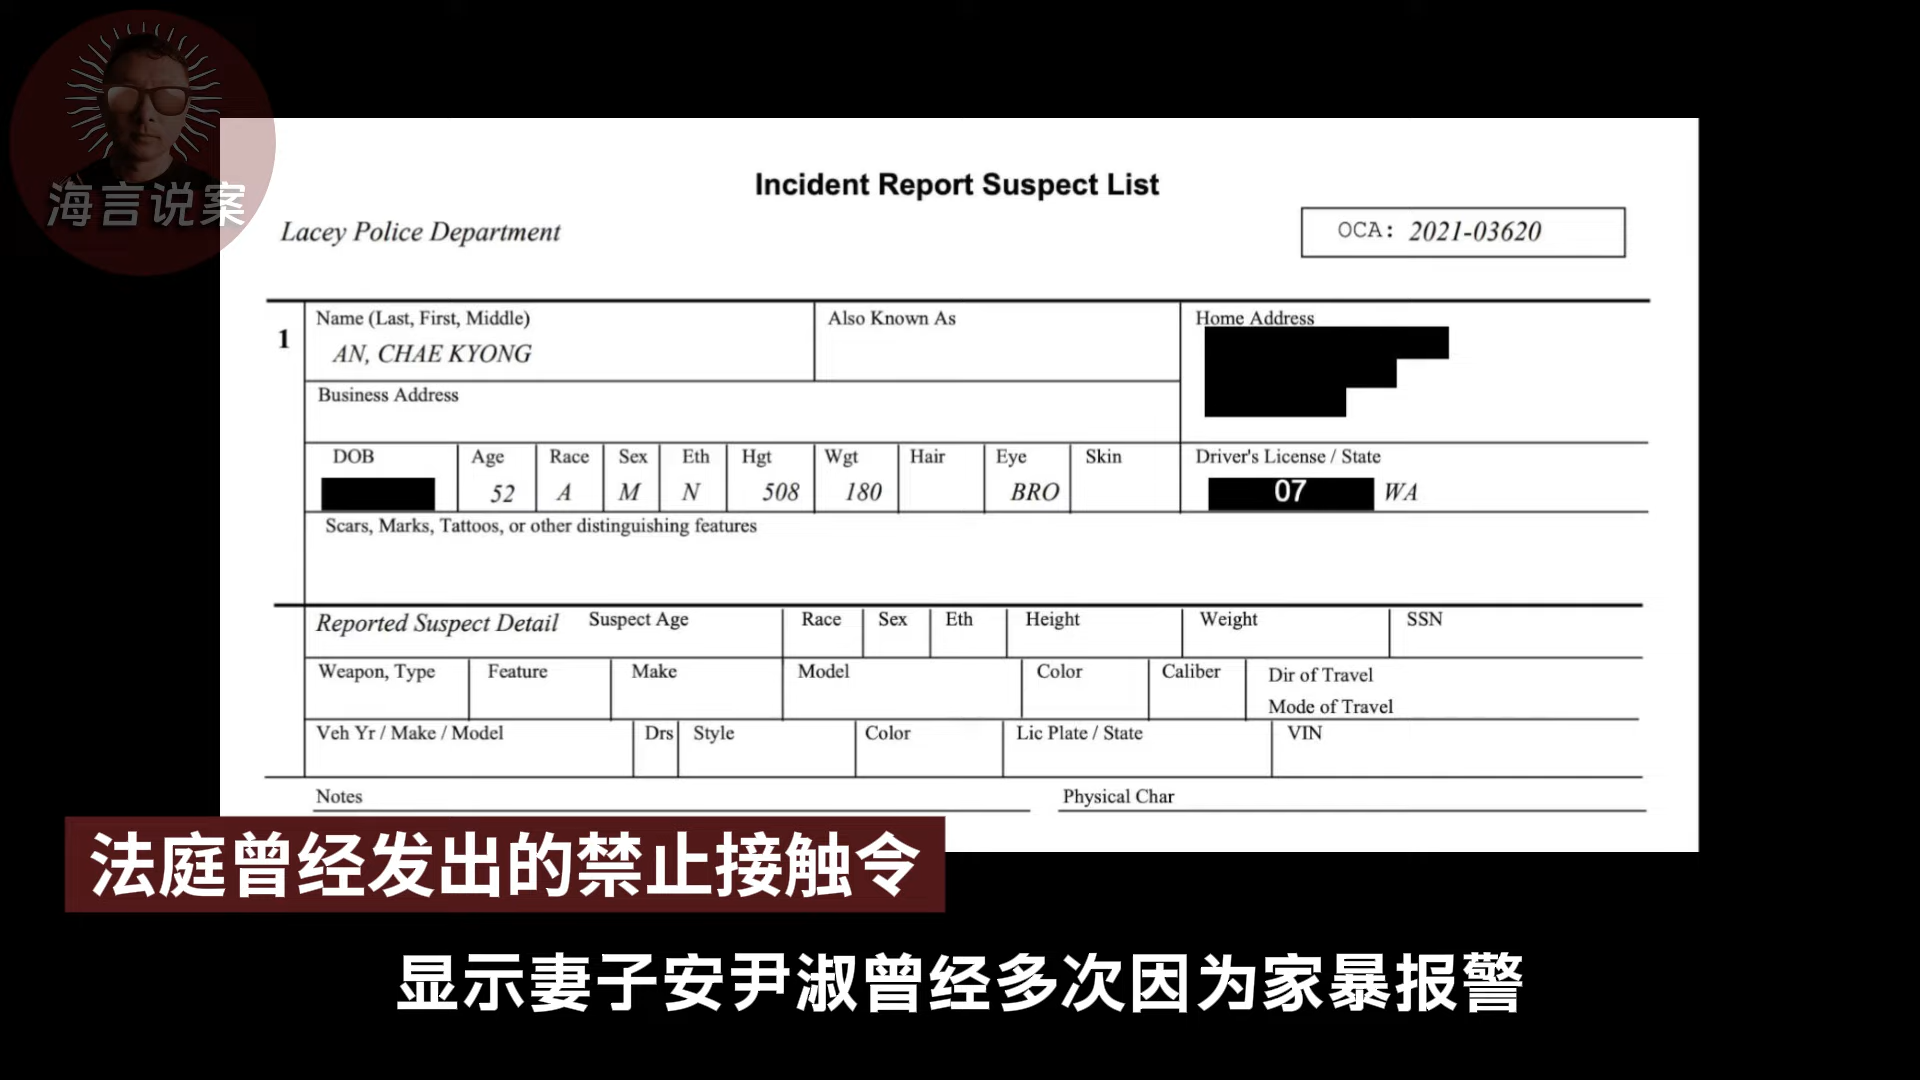 海言说案
Incident Report Suspect List
Lacey Police Department
OCA: 2021-03620
1
Name (Last, First, Middle)
AN, CHAE KYONG
Also Known As
Home Address
Business Address
DOB Age Race Sex Eth Hgt Wgt Hair Eye Skin Driver's License / State
52 A M N 508 180 BRO 07 WA
Scars, Marks, Tattoos, or other distinguishing features
Reported Suspect Detail Suspect Age Race Sex Eth Height Weight SSN
Weapon, Type Feature Make Model Color Caliber Dir of Travel
Mode of Travel
Veh Yr / Make / Model Drs Style Color Lic Plate / State VIN
Notes Physical Char
法庭曾经发出的禁止接触令
显示妻子安尹淑曾经多次因为家暴报警